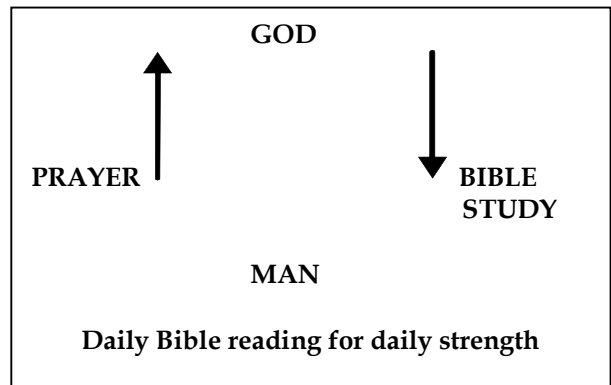 GOD
PRAYER
BIBLE
STUDY
MAN
Daily Bible reading for daily strength